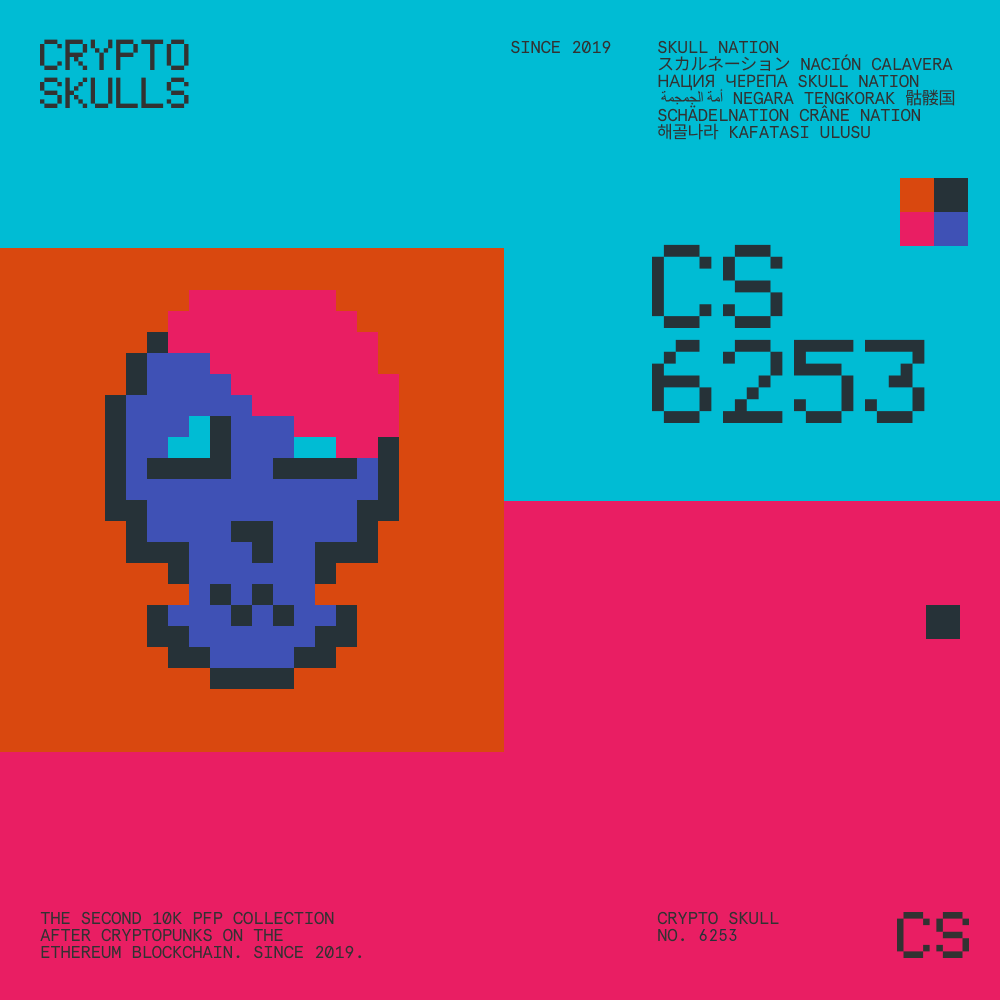 CRYPTO
SKULLS
SINCE 2019
SKULL NATION
スカルネーション NACIÓN CALAVERA
НАЦИЯ ЧЕРЕПА SKULL NATION
أمة الجمجمة NEGARA TENGKORAK 骷髅国
SCHÄDELNATION CRÂNE NATION
해골나라 KAFATASI ULUSU
CS
6253
THE SECOND 10K PFP COLLECTION
AFTER CRYPTOPUNKS ON THE
ETHEREUM BLOCKCHAIN. SINCE 2019.
CRYPTO SKULL
NO. 6253
CS